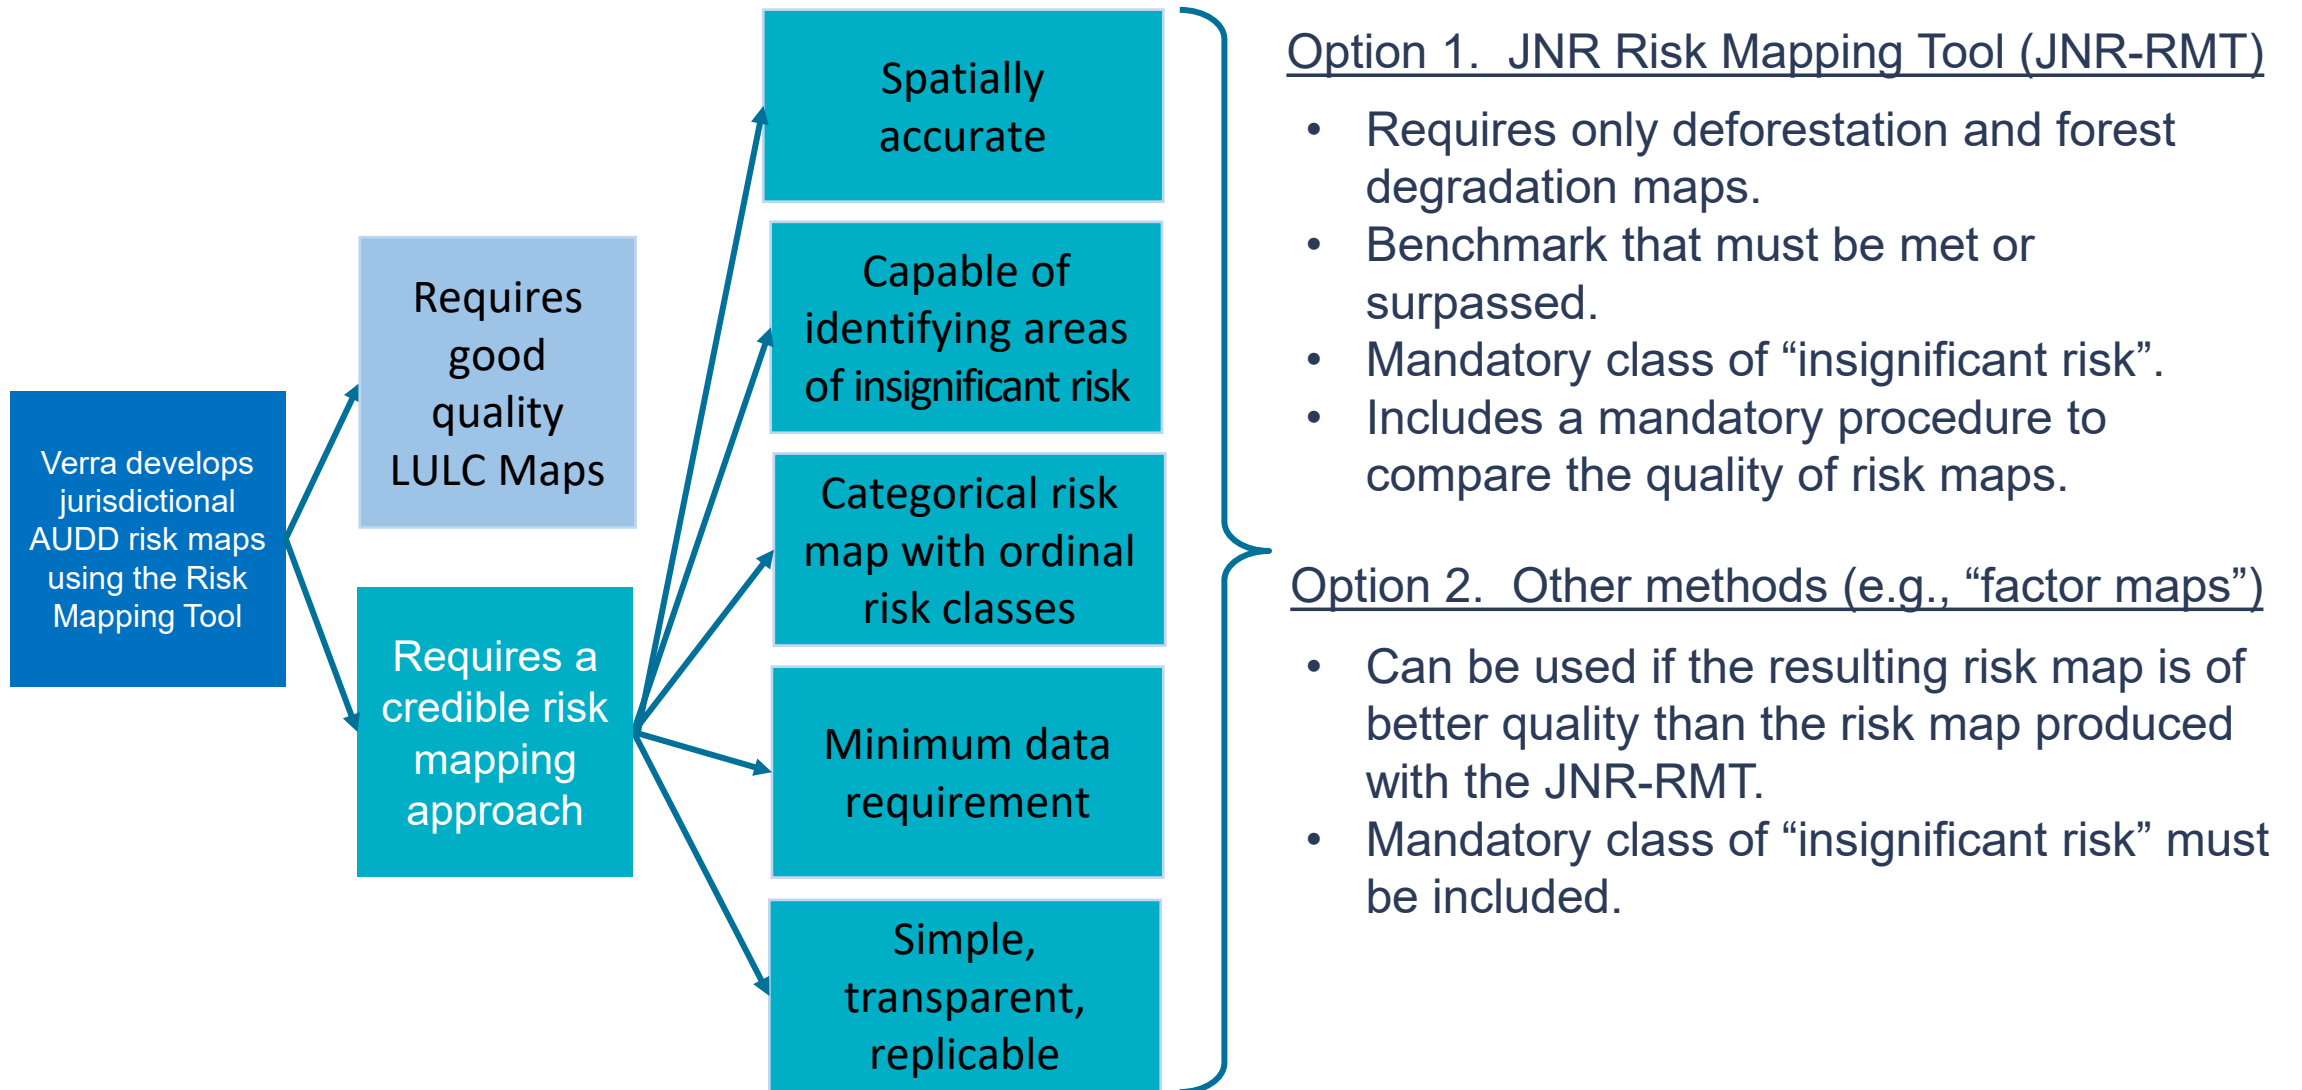 Verra develops
jurisdictional
AUDD risk maps
using the Risk
Mapping Tool
Requires
good
quality
LULC Maps
Requires a
credible risk
mapping
approach
Spatially
accurate
Capable of
identifying areas
of insignificant risk
Categorical risk
map with ordinal
risk classes
Minimum data
requirement
Simple,
transparent,
replicable
Option 1. JNR Risk Mapping Tool (JNR-RMT)
• Requires only deforestation and forest
degradation maps.
• Benchmark that must be met or
surpassed.
• Mandatory class of “insignificant risk”.
• Includes a mandatory procedure to
compare the quality of risk maps.
Option 2. Other methods (e.g., “factor maps”)
• Can be used if the resulting risk map is of
better quality than the risk map produced
with the JNR-RMT.
• Mandatory class of “insignificant risk” must
be included.